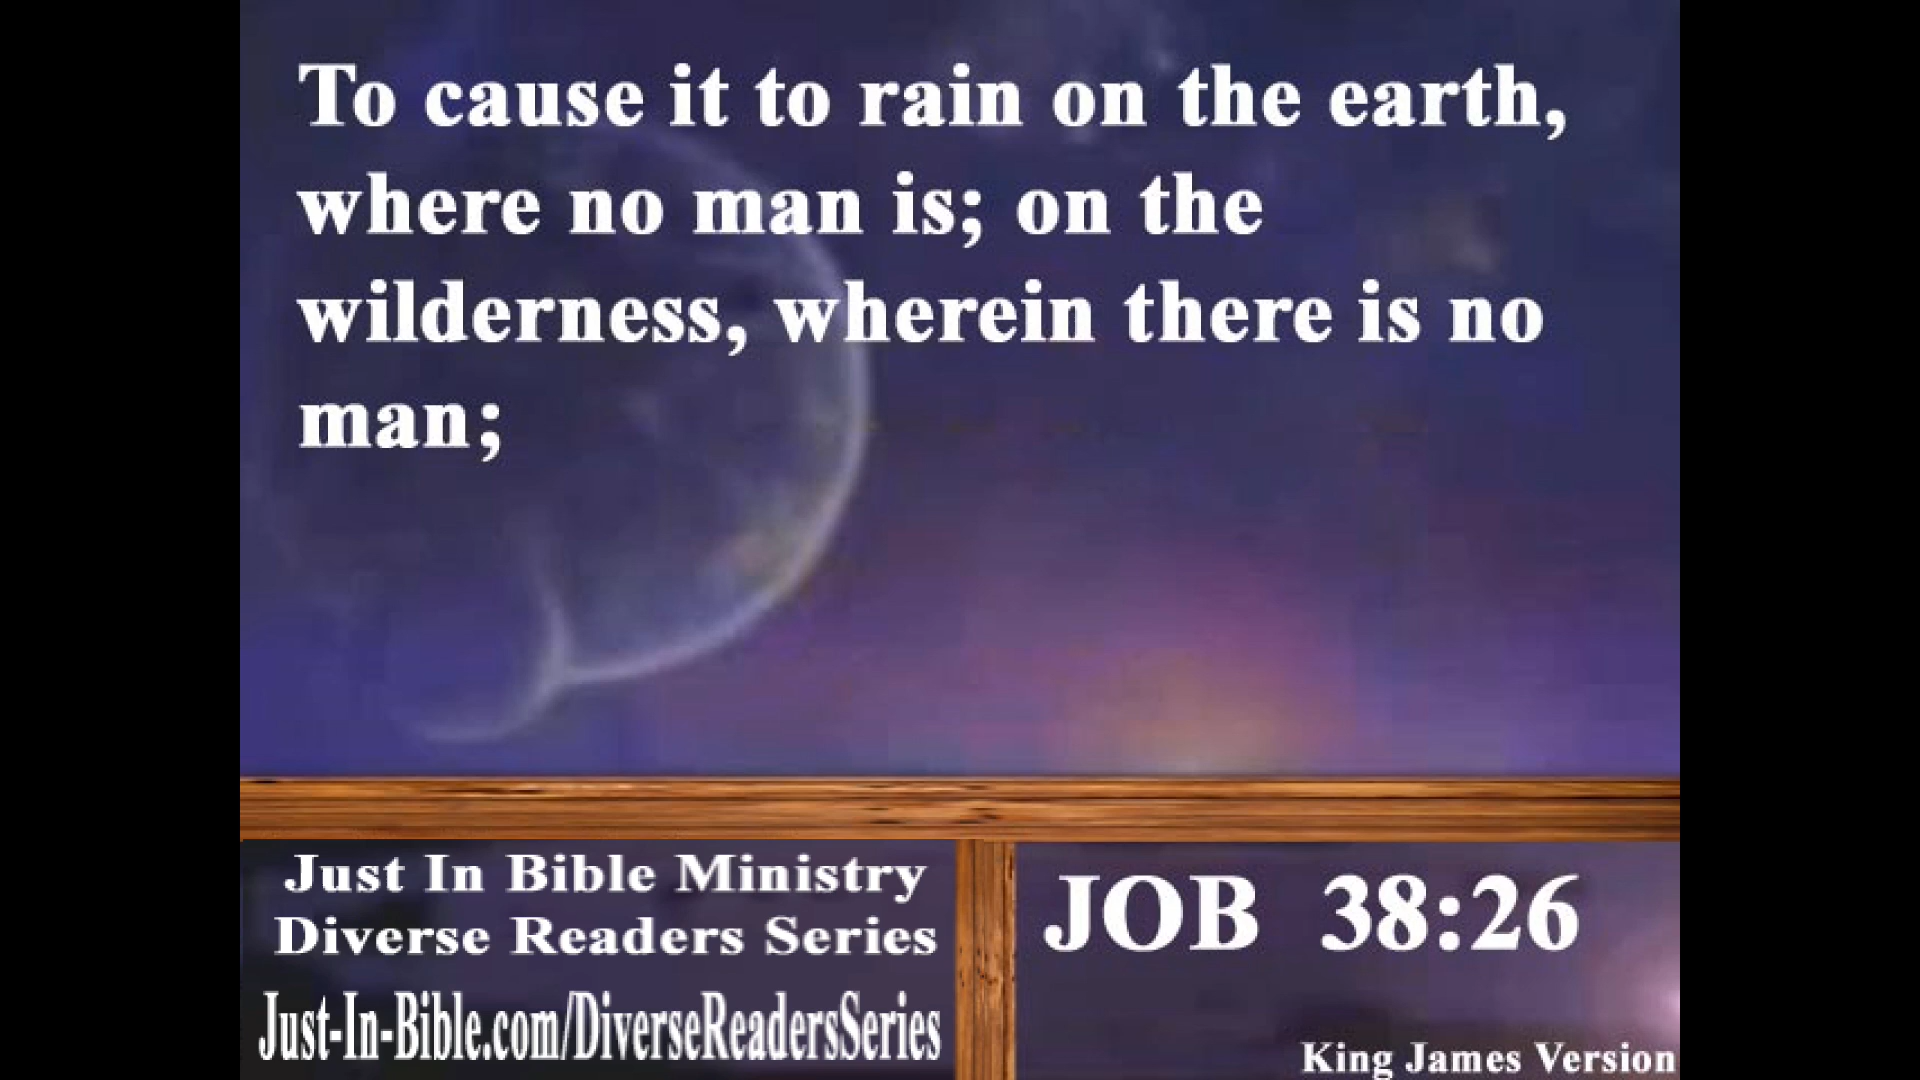 To cause it to rain on the earth,
where no man is; on the
wilderness, wherein there is no
man;
Just In Bible Ministry
Diverse Readers Series
Just-In-Bible.com/DiverseReadersSeries
JOB 38:26
King James Version